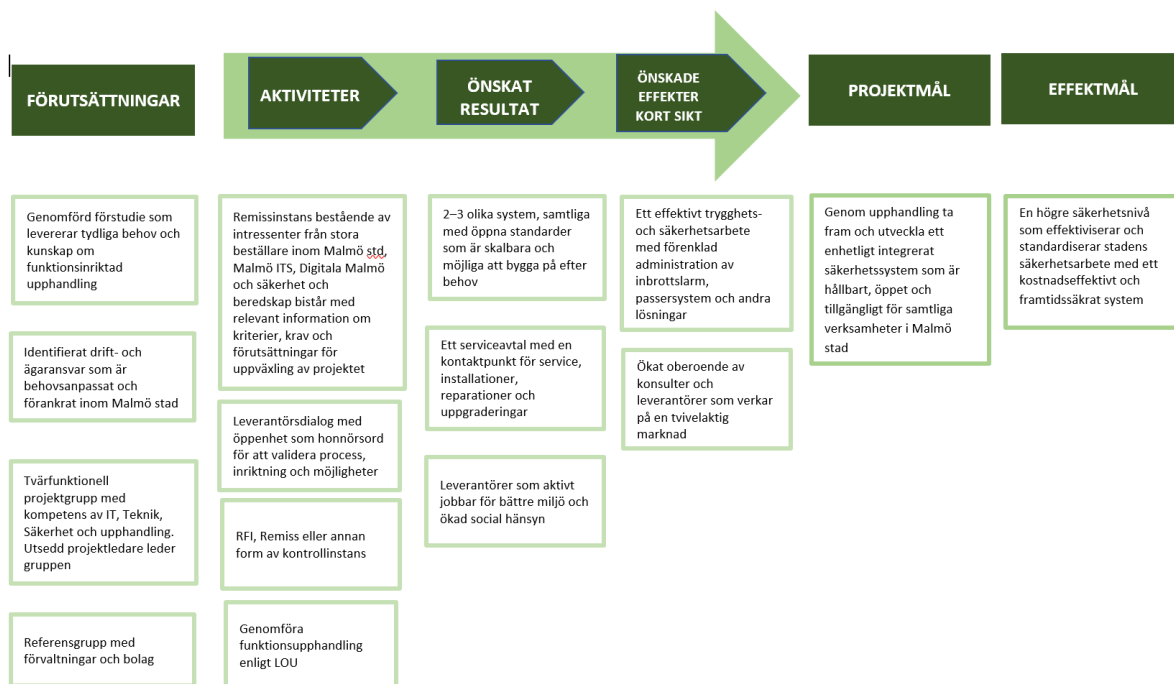 FÖRUTSÄTTNINGAR
AKTIVITETER
ÖNSKAT
RESULTAT
ÖNSKADE
EFFEKTER
KORT SIKT
PROJEKTMÅL
EFFEKTMÅL
Genomförd förstudie som
levererar tydliga behov och
kunskap om
funktionsinriktad
upphandling
Identifierat drift- och
ägaransvar som är
behovsanpassat och
förankrat inom Malmö stad
Tvärfunktionell
projektgrupp med
kompetens av IT, Teknik,
Säkerhet och upphandling.
Utsedd projektledare leder
gruppen
Referensgrupp med
förvaltningar och bolag
Remissinstans bestående av
intressenter från stora
beställare inom Malmö std,
Malmö ITS, Digitala Malmö
och säkerhet och
beredskap bistår med
relevant information om
kriterier, krav och
förutsättningar för
uppväxling av projektet
Leverantörsdialog med
öppenhet som honnörsord
för att validera process,
inriktning och möjligheter
RFI, Remiss eller annan
form av kontrollinstans
Genomföra
funktionsupphandling
enligt LOU
2–3 olika system, samtliga
med öppna standarder
som är skalbara och
möjliga att bygga på efter
behov
Ett serviceavtal med en
kontaktpunkt för service,
installationer,
reparationer och
uppgraderingar
Leverantörer som aktivt
jobbar för bättre miljö och
ökad social hänsyn
Ett effektivt trygghets-
och säkerhetsarbete
med förenklad
administration av
inbrottslarm,
passersystem och andra
lösningar
Ökat oberoende av
konsulter och
leverantörer som verkar
på en tvivelaktig
marknad
Genom upphandling ta
fram och utveckla ett
enhetligt integrerat
säkerhetssystem som är
hållbart, öppet och
tillgängligt för samtliga
verksamheter i Malmö
stad
En högre säkerhetsnivå
som effektiviserar och
standardiserar stadens
säkerhetsarbete med ett
kostnadseffektivt och
framtidssäkrat system